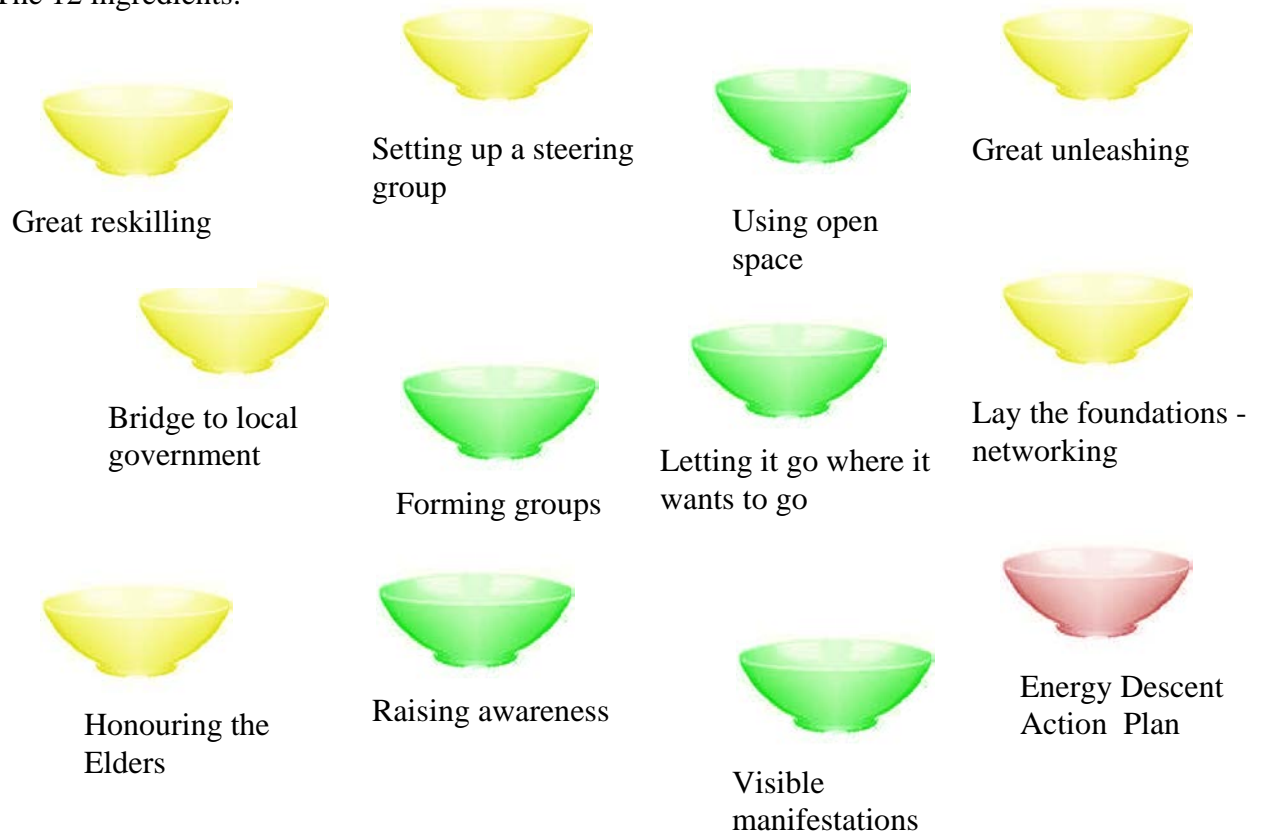 The 12 ingredients:
Great reskilling
Setting up a steering
group
Using open
space
Great unleashing
Bridge to local
government
Forming groups
Letting it go where it
wants to go
Lay the foundations -
networking
Honouring the
Elders
Raising awareness
Visible
manifestations
Energy Descent
Action Plan